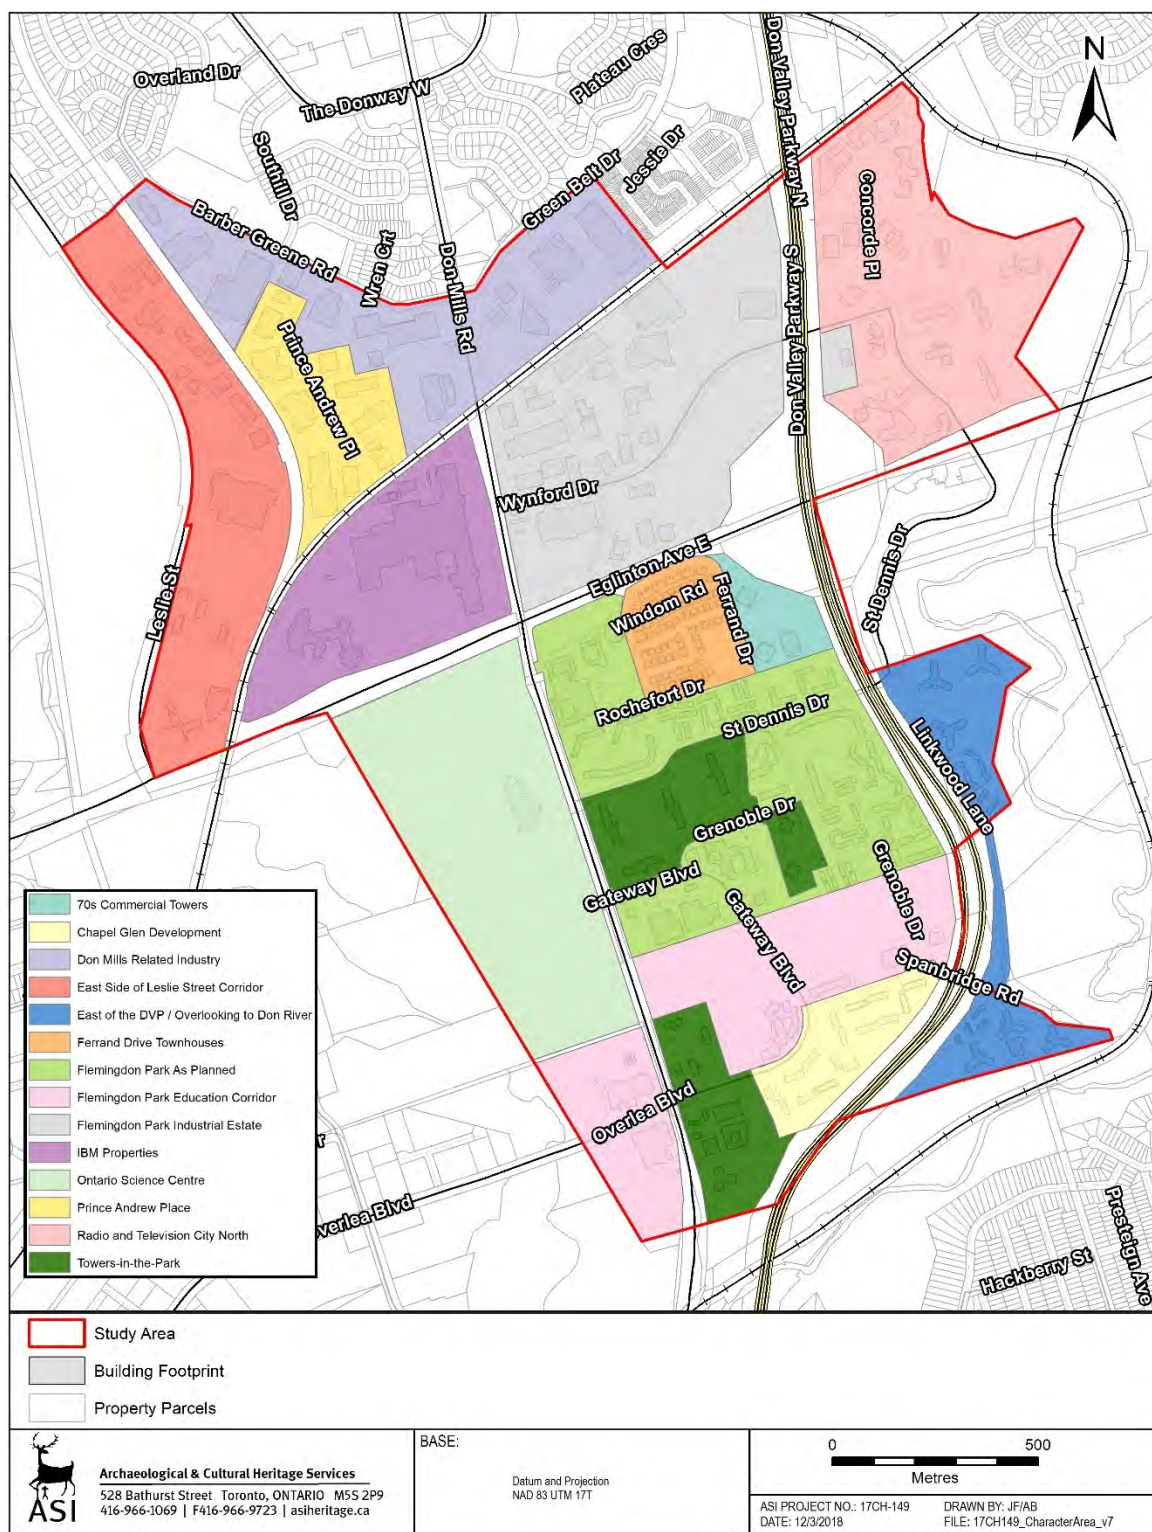 Overland Dr
The Donway W
Plateau Cres
Don Valley Parkway N
N
Southill Dr
Jessie Dr
Green Belt Dr
Barber Greene Rd
Wren Crt
Don Mills Rd
Concorde Pl
Prince Andrew Pl
Don Valley Parkway S
Wynford Dr
Eglinton Ave E
St Dennis Dr
Leslie St
Windom Rd
Ferrand Dr
Rochefort Dr
St Dennis Dr
Linkwood Lane
Grenoble Dr
Gateway Blvd
Grenoble Dr
Gateway Blvd
Spanbridge Rd
Overlea Blvd
Overlea Blvd
Presteign Ave
Hackberry St
70s Commercial Towers
Chapel Glen Development
Don Mills Related Industry
East Side of Leslie Street Corridor
East of the DVP / Overlooking to Don River
Ferrand Drive Townhouses
Flemingdon Park As Planned
Flemingdon Park Education Corridor
Flemingdon Park Industrial Estate
IBM Properties
Ontario Science Centre
Prince Andrew Place
Radio and Television City North
Towers-in-the-Park
Study Area
Building Footprint
Property Parcels
ASI
Archaeological & Cultural Heritage Services
528 Bathurst Street Toronto, ONTARIO M5S 2P9
416-966-1069 | F416-966-9723 | asiheritage.ca
BASE:
Datum and Projection
NAD 83 UTM 17T
0 500
Metres
ASI PROJECT NO.: 17CH-149 DRAWN BY: JF/AB
DATE: 12/3/2018 FILE: 17CH149_CharacterArea_v7